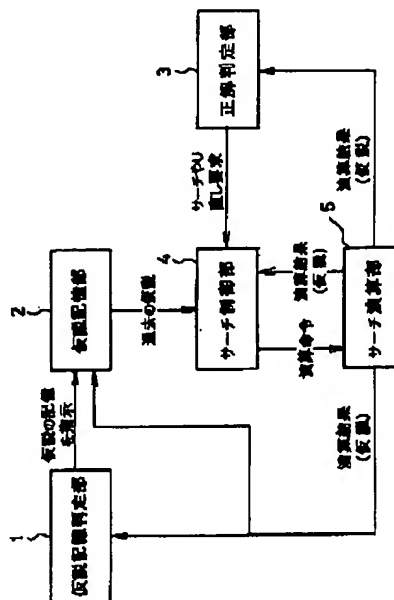 1
仮説記憶判定部
仮説の記憶
を指示
2
仮説記憶部
過去の仮説
4
サーチ制御部
サーチやり
直し要求
3
正解判定部
演算命令
演算結果
(仮説)
5
サーチ演算部
演算結果
(仮説)
演算結果
(仮説)